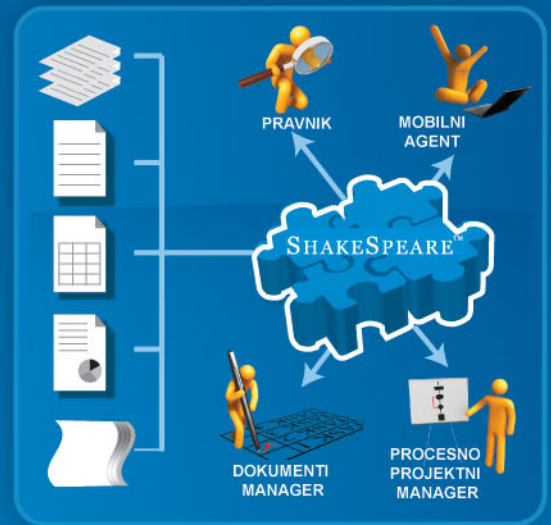 PRAVNIK
MOBILNI
AGENT
SHAKESPEARE™
DOKUMENTI
MANAGER
PROCESNO
PROJEKTNI
MANAGER